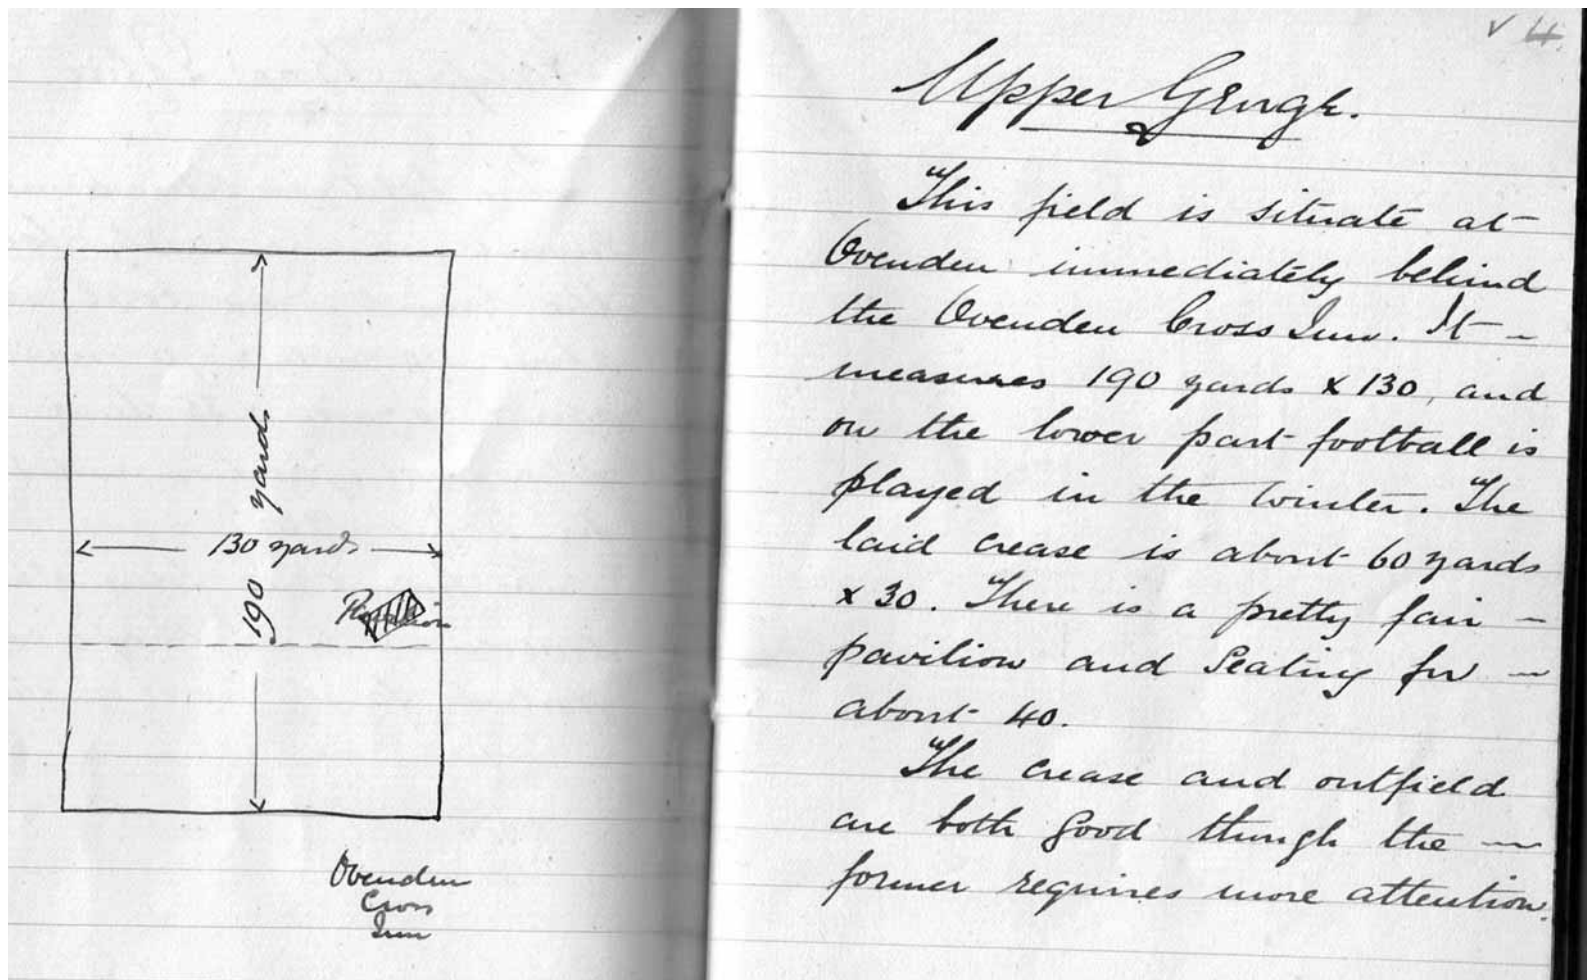 190 yards
130 yards
Pavilion
Ovenden
Cross
Inn
√ 4.
Upper Gengh.
This field is situate at
Ovenden immediately behind
the Ovenden Cross Inn. It
measures 190 yards x 130, and
on the lower part football is
played in the winter. The
laid crease is about 60 yards
x 30. There is a pretty fair
pavilion and Seating for
about 40.
The crease and outfield
are both good though the
former requires more attention.